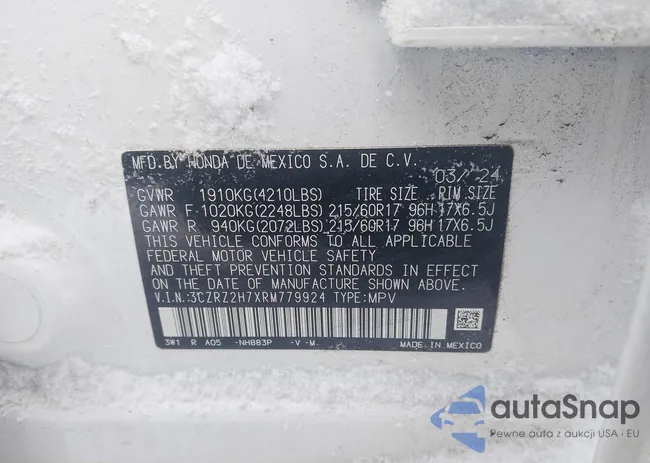 MFD.BY HONDA DE MEXICO S.A. DE C.V.
03/ 24
GVWR 1910KG(4210LBS) TIRE SIZE RIM SIZE
GAWR F 1020KG(2248LBS) 215/60R17 96H 17X6.5J
GAWR R 940KG(2072LBS) 215/60R17 96H 17X6.5J
THIS VEHICLE CONFORMS TO ALL APPLICABLE
FEDERAL MOTOR VEHICLE SAFETY
AND THEFT PREVENTION STANDARDS IN EFFECT
ON THE DATE OF MANUFACTURE SHOWN ABOVE.
V.I.N.:3CZRZ2H7XRM779924 TYPE:MPV
3W1 R A05 -NH883P -V -M. MADE IN MEXICO
autaSnap
Pewne auta z aukcji USA i EU